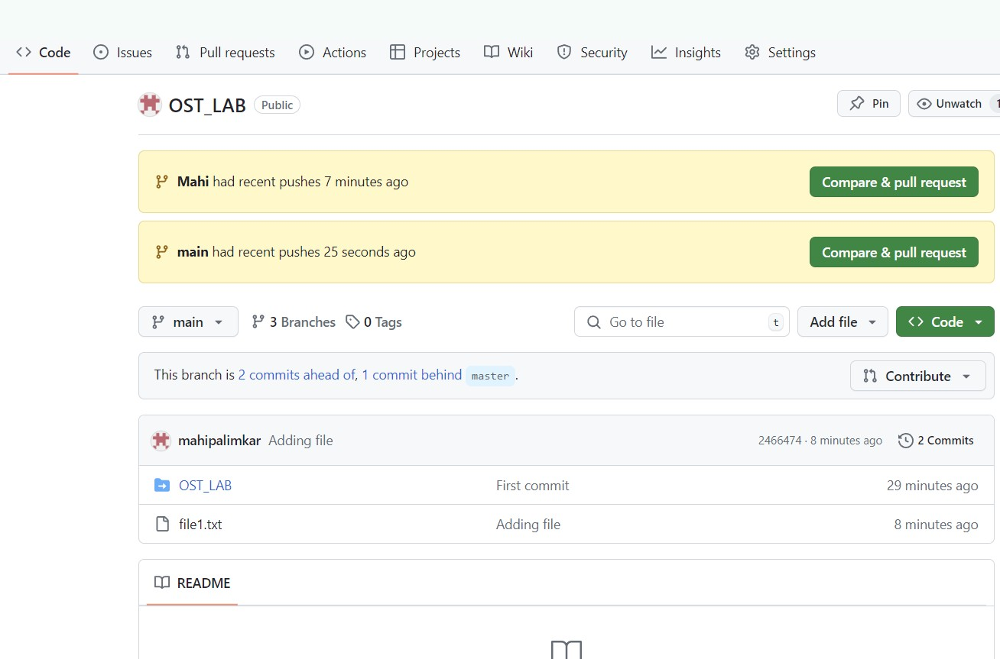 Code Issues Pull requests Actions Projects Wiki Security Insights Settings
OST_LAB Public Pin Unwatch 1
Mahi had recent pushes 7 minutes ago Compare & pull request
main had recent pushes 25 seconds ago Compare & pull request
main 3 Branches 0 Tags Go to file t Add file Code
This branch is 2 commits ahead of, 1 commit behind master . Contribute
mahipalimkar Adding file 2466474 · 8 minutes ago 2 Commits
OST_LAB First commit 29 minutes ago
file1.txt Adding file 8 minutes ago
README